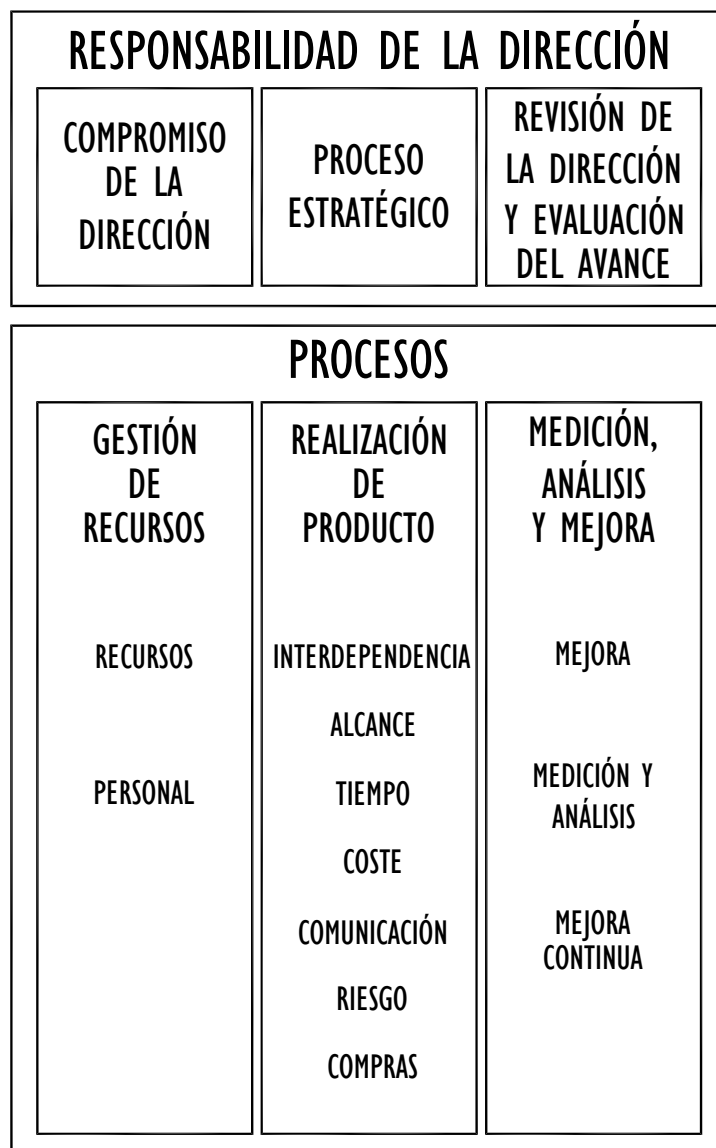 RESPONSABILIDAD DE LA DIRECCIÓN
COMPROMISO
DE LA
DIRECCIÓN
PROCESO
ESTRATÉGICO
REVISIÓN DE
LA DIRECCIÓN
Y EVALUACIÓN
DEL AVANCE
PROCESOS
GESTIÓN
DE
RECURSOS
RECURSOS
PERSONAL
REALIZACIÓN
DE
PRODUCTO
INTERDEPENDENCIA
ALCANCE
TIEMPO
COSTE
COMUNICACIÓN
RIESGO
COMPRAS
MEDICIÓN,
ANÁLISIS
Y MEJORA
MEJORA
MEDICIÓN Y
ANÁLISIS
MEJORA
CONTINUA